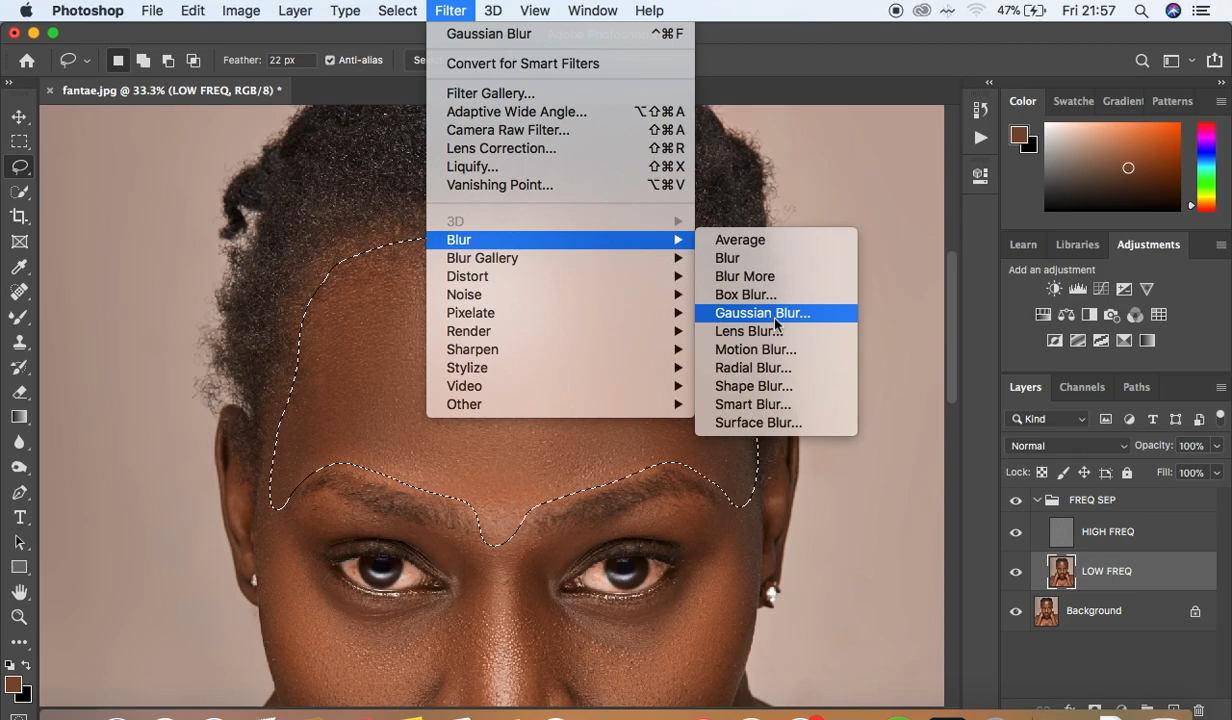 Photoshop File Edit Image Layer Type Select Filter 3D View Window Help 47% Fri 21:57
Feather: 22 px Anti-alias
fantae.jpg @ 33.3% (LOW FREQ, RGB/8) *
Gaussian Blur ^⌘F
Convert for Smart Filters
Filter Gallery...
Adaptive Wide Angle... ⌥⇧⌘A
Camera Raw Filter... ⇧⌘A
Lens Correction... ⇧⌘R
Liquify... ⇧⌘X
Vanishing Point... ⌥⌘V
3D
Blur
Blur Gallery
Distort
Noise
Pixelate
Render
Sharpen
Stylize
Video
Other
Average
Blur
Blur More
Box Blur...
Gaussian Blur...
Lens Blur...
Motion Blur...
Radial Blur...
Shape Blur...
Smart Blur...
Surface Blur...
Color Swatche Gradient Patterns
Learn Libraries Adjustments
Add an adjustment
Layers Channels Paths
Kind
Normal Opacity: 100%
Lock: Fill: 100%
FREQ SEP
HIGH FREQ
LOW FREQ
Background